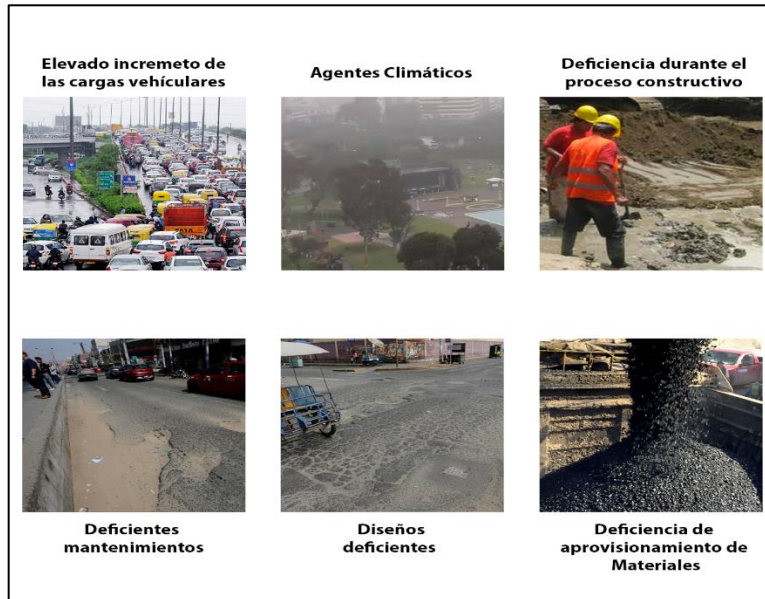 Elevado incremeto de
las cargas vehículares
Agentes Climáticos
Deficiencia durante el
proceso constructivo
Deficientes
mantenimientos
Diseños
deficientes
Deficiencia de
aprovisionamiento de
Materiales